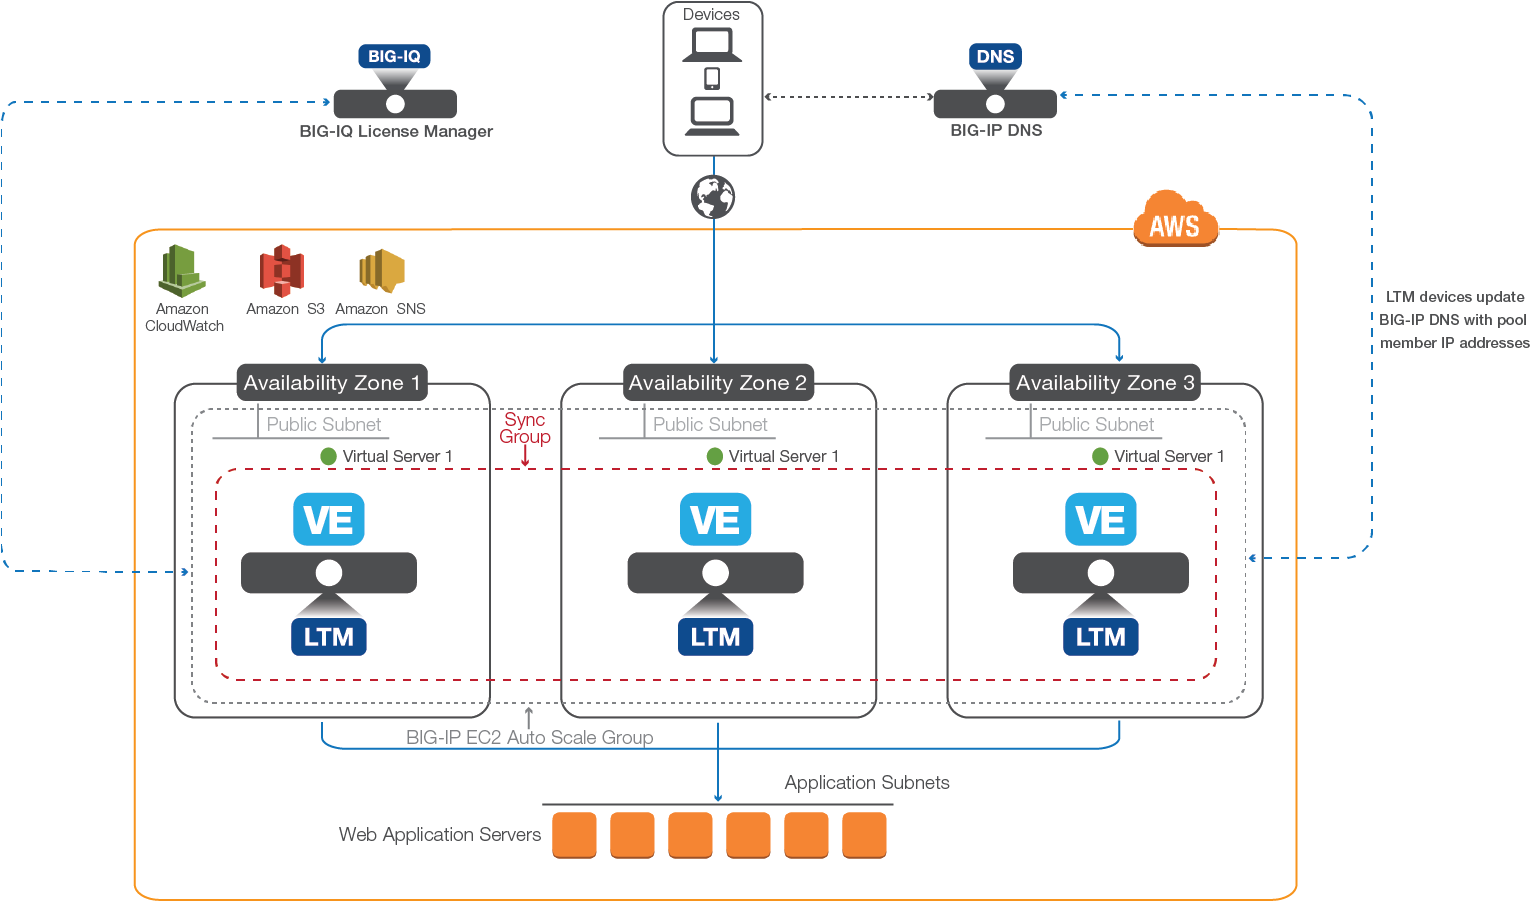 Devices
BIG-IQ
BIG-IQ License Manager
DNS
BIG-IP DNS
AWS
Amazon
CloudWatch
Amazon S3
Amazon SNS
LTM devices update
BIG-IP DNS with pool
member IP addresses
Availability Zone 1
Availability Zone 2
Availability Zone 3
Public Subnet
Sync
Group
Public Subnet
Public Subnet
Virtual Server 1
Virtual Server 1
Virtual Server 1
VE
VE
VE
LTM
LTM
LTM
BIG-IP EC2 Auto Scale Group
Application Subnets
Web Application Servers